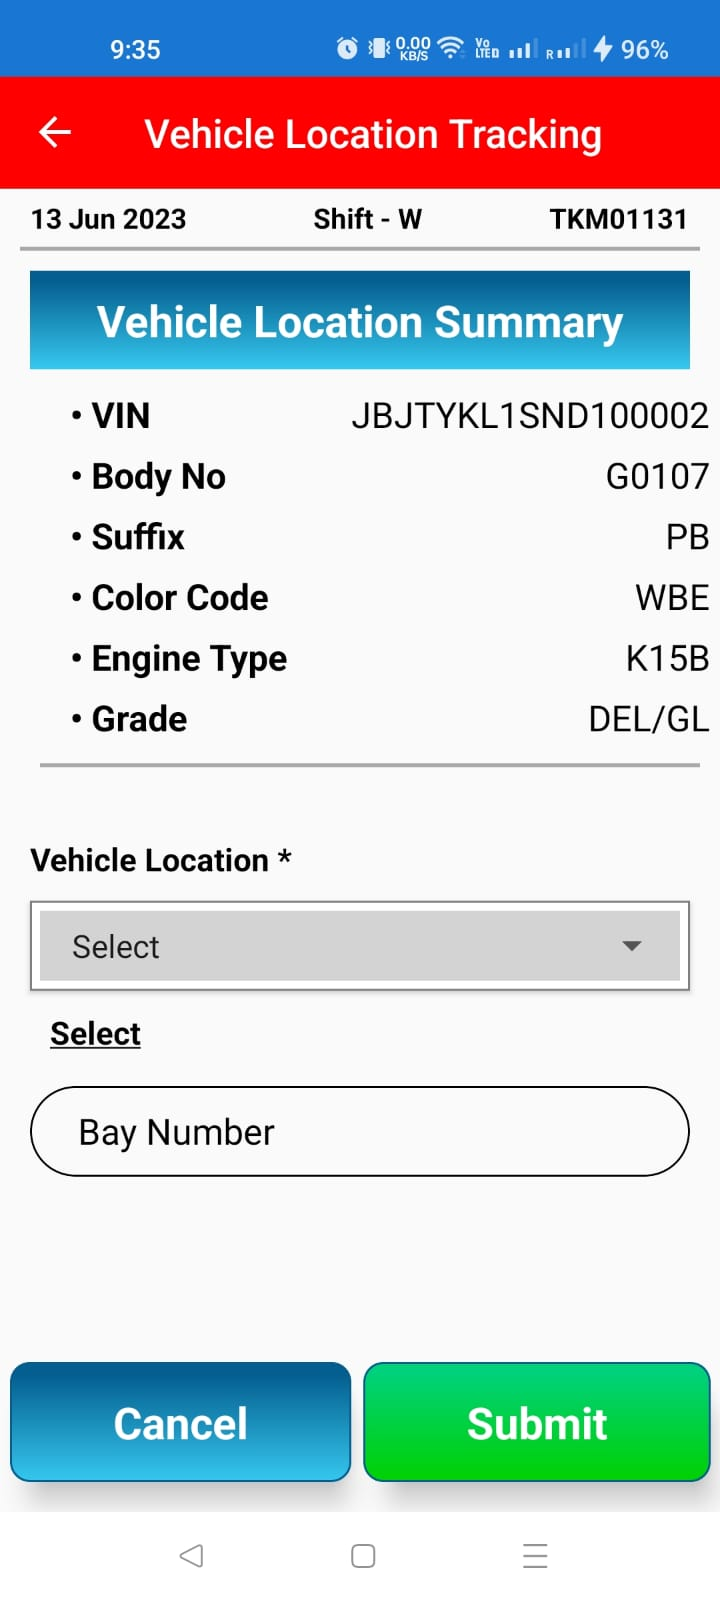 9:35 0.00 KB/S Vo LTED R 96%
Vehicle Location Tracking
13 Jun 2023 Shift - W TKM01131
Vehicle Location Summary
• VIN JBJTYKL1SND100002
• Body No G0107
• Suffix PB
• Color Code WBE
• Engine Type K15B
• Grade DEL/GL
Vehicle Location *
Select
Select
Bay Number
Cancel Submit